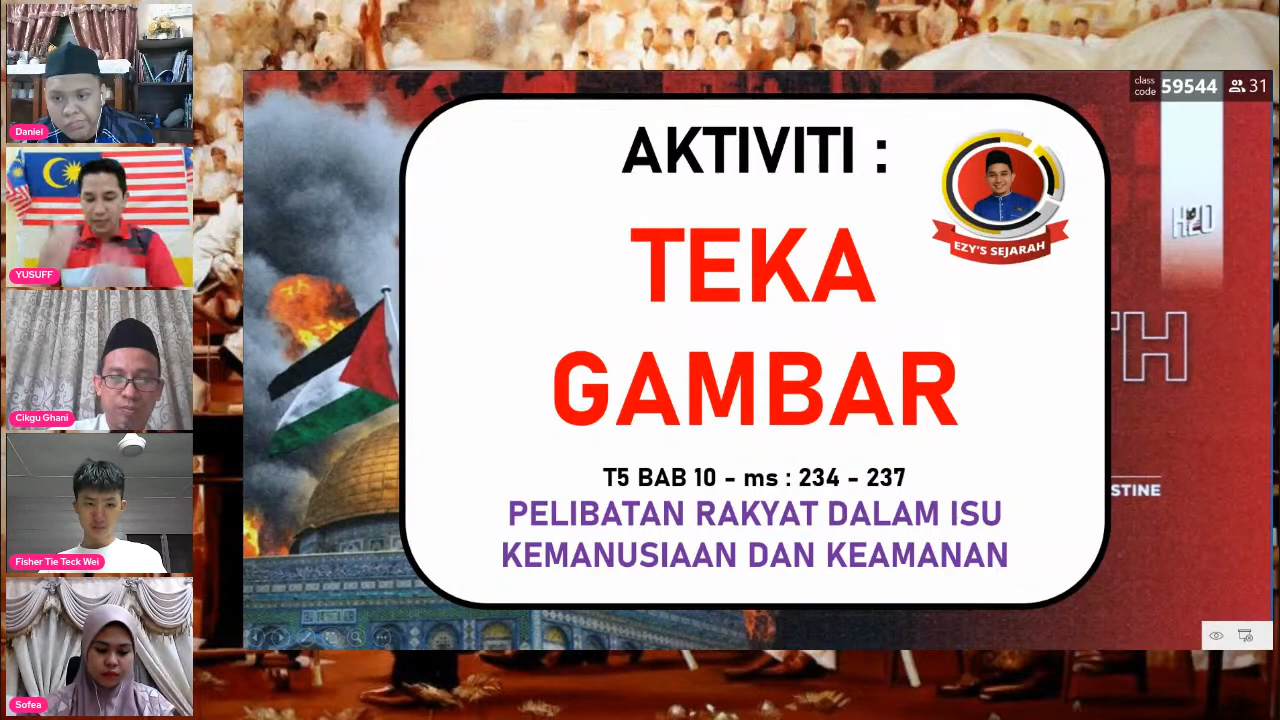 Daniel
YUSUFF
Cikgu Ghani
Fisher Tie Teck Wei
Sofea
class
code 59544 31
AKTIVITI :
TEKA
GAMBAR
EZY'S SEJARAH
T5 BAB 10 - ms : 234 - 237
PELIBATAN RAKYAT DALAM ISU
KEMANUSIAAN DAN KEAMANAN
TH
STINE